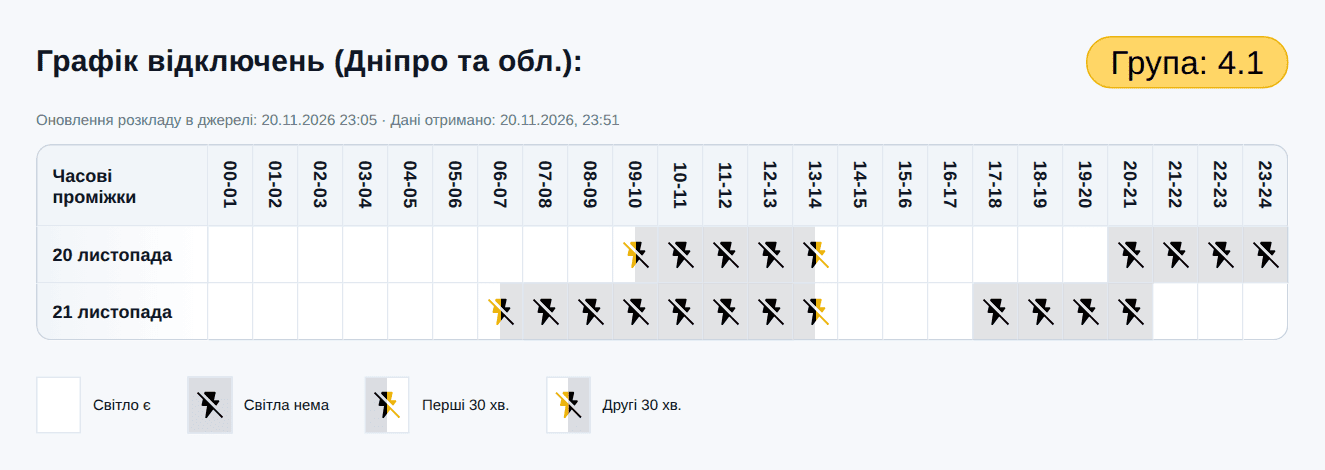 Графік відключень (Дніпро та обл.):
Група: 4.1
Оновлення розкладу в джерелі: 20.11.2026 23:05 · Дані отримано: 20.11.2026, 23:51
Часові
проміжки
00-01
01-02
02-03
03-04
04-05
05-06
06-07
07-08
08-09
09-10
10-11
11-12
12-13
13-14
14-15
15-16
16-17
17-18
18-19
19-20
20-21
21-22
22-23
23-24
20 листопада
21 листопада
Світло є
Світла нема
Перші 30 хв.
Другі 30 хв.